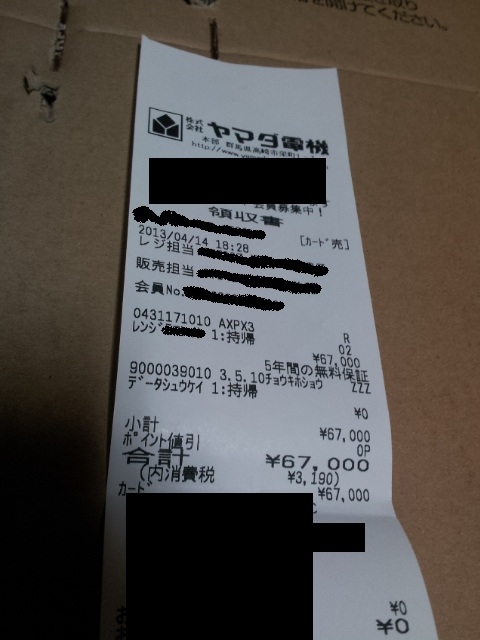 株式会社 ヤマダ電機
本部 群馬県高崎市栄町1
http://www.yama
会員募集中!
領収書
2013/04/14 18:28 [カード売]
レジ担当
販売担当
会員No.
0431171010 AXPX3 R
レンジ 1:持帰 02
¥67,000
5年間の無料保証
9000039010 3.5.10チョウキホショウ ZZZ
データシュウケイ 1:持帰
¥0
小計 ¥67,000
ポイント値引 0P
合計 ¥67,000
(内消費税 ¥3,190)
カード ¥67,000
C
¥0
¥0